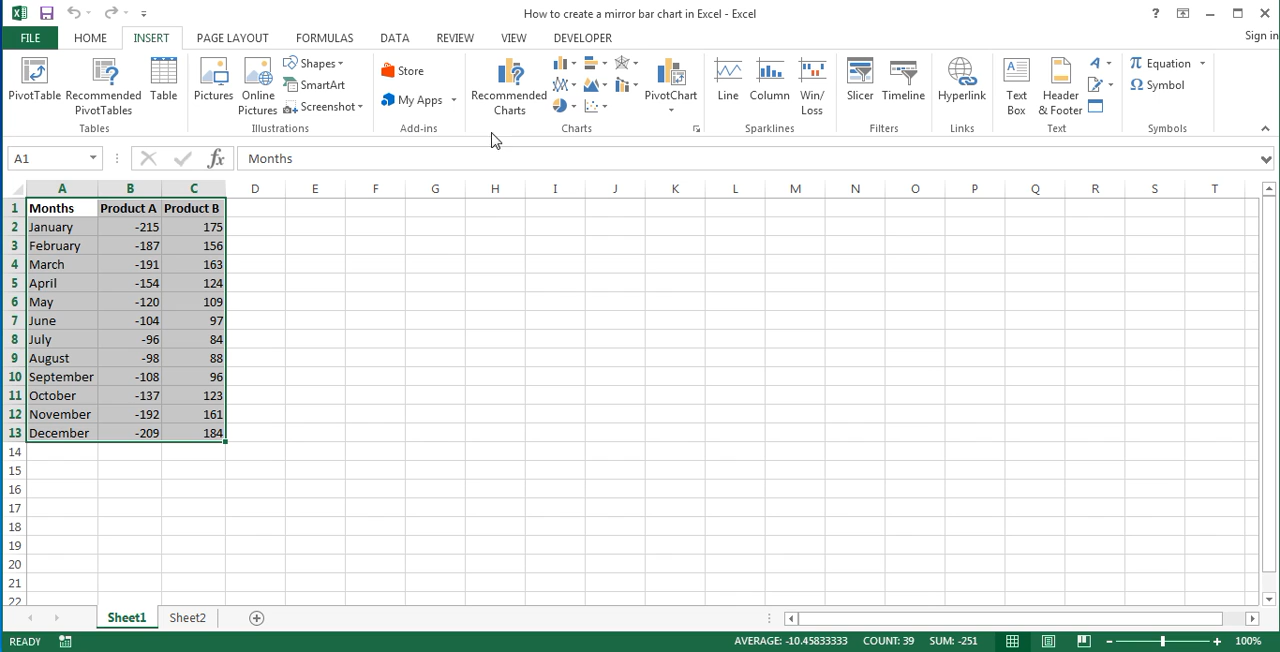 How to create a mirror bar chart in Excel - Excel
?
Sign in
FILE HOME INSERT PAGE LAYOUT FORMULAS DATA REVIEW VIEW DEVELOPER
PivotTable Recommended PivotTables Table
Tables
Pictures Online Pictures Shapes SmartArt Screenshot
Illustrations
Store
My Apps
Add-ins
Recommended Charts PivotChart
Charts
Line Column Win/Loss
Sparklines
Slicer Timeline
Filters
Hyperlink
Links
Text Box Header & Footer
Text
π Equation
Ω Symbol
Symbols
A1 fx Months
A B C D E F G H I J K L M N O P Q R S T
1 Months Product A Product B
2 January -215 175
3 February -187 156
4 March -191 163
5 April -154 124
6 May -120 109
7 June -104 97
8 July -96 84
9 August -98 88
10 September -108 96
11 October -137 123
12 November -192 161
13 December -209 184
14
15
16
17
18
19
20
21
22
Sheet1 Sheet2
READY AVERAGE: -10.45833333 COUNT: 39 SUM: -251 100%